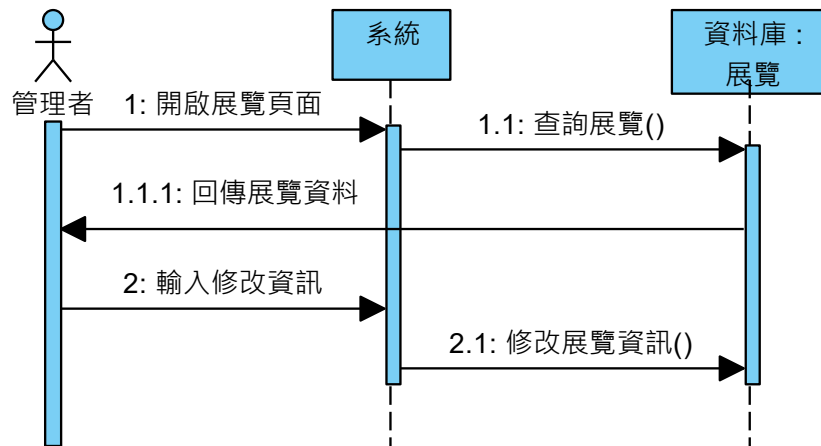 系統
資料庫 :
展覽
管理者
1: 開啟展覽頁面
1.1: 查詢展覽()
1.1.1: 回傳展覽資料
2: 輸入修改資訊
2.1: 修改展覽資訊()